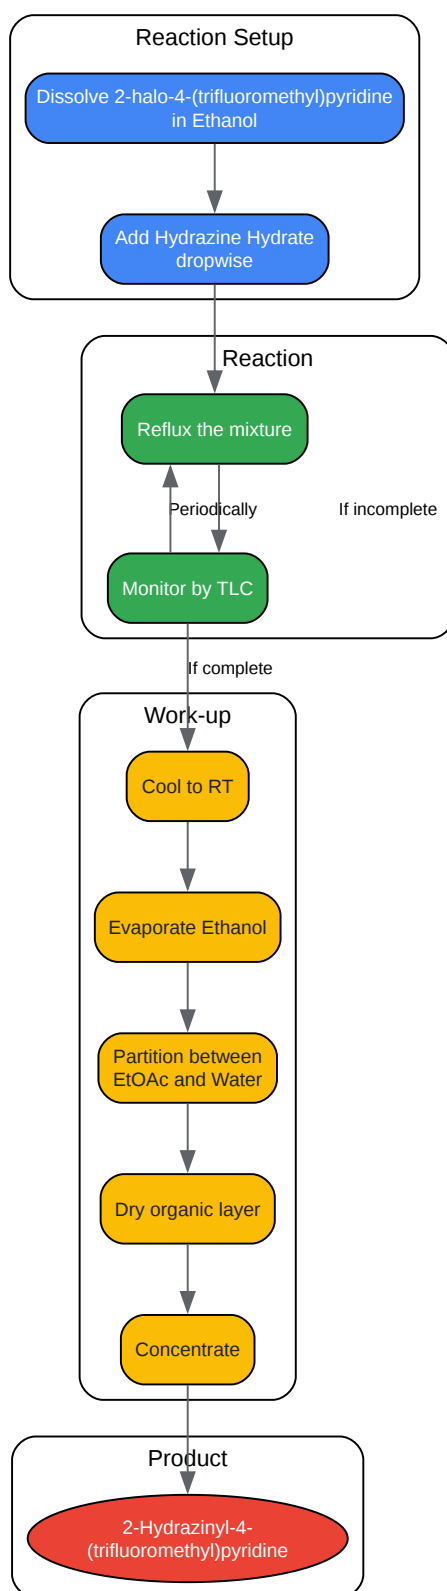 Reaction Setup
Dissolve 2-halo-4-(trifluoromethyl)pyridine
in Ethanol
Add Hydrazine Hydrate
dropwise
Reaction
Reflux the mixture
Periodically
If incomplete
Monitor by TLC
If complete
Work-up
Cool to RT
Evaporate Ethanol
Partition between
EtOAc and Water
Dry organic layer
Concentrate
Product
2-Hydrazinyl-4-
(trifluoromethyl)pyridine